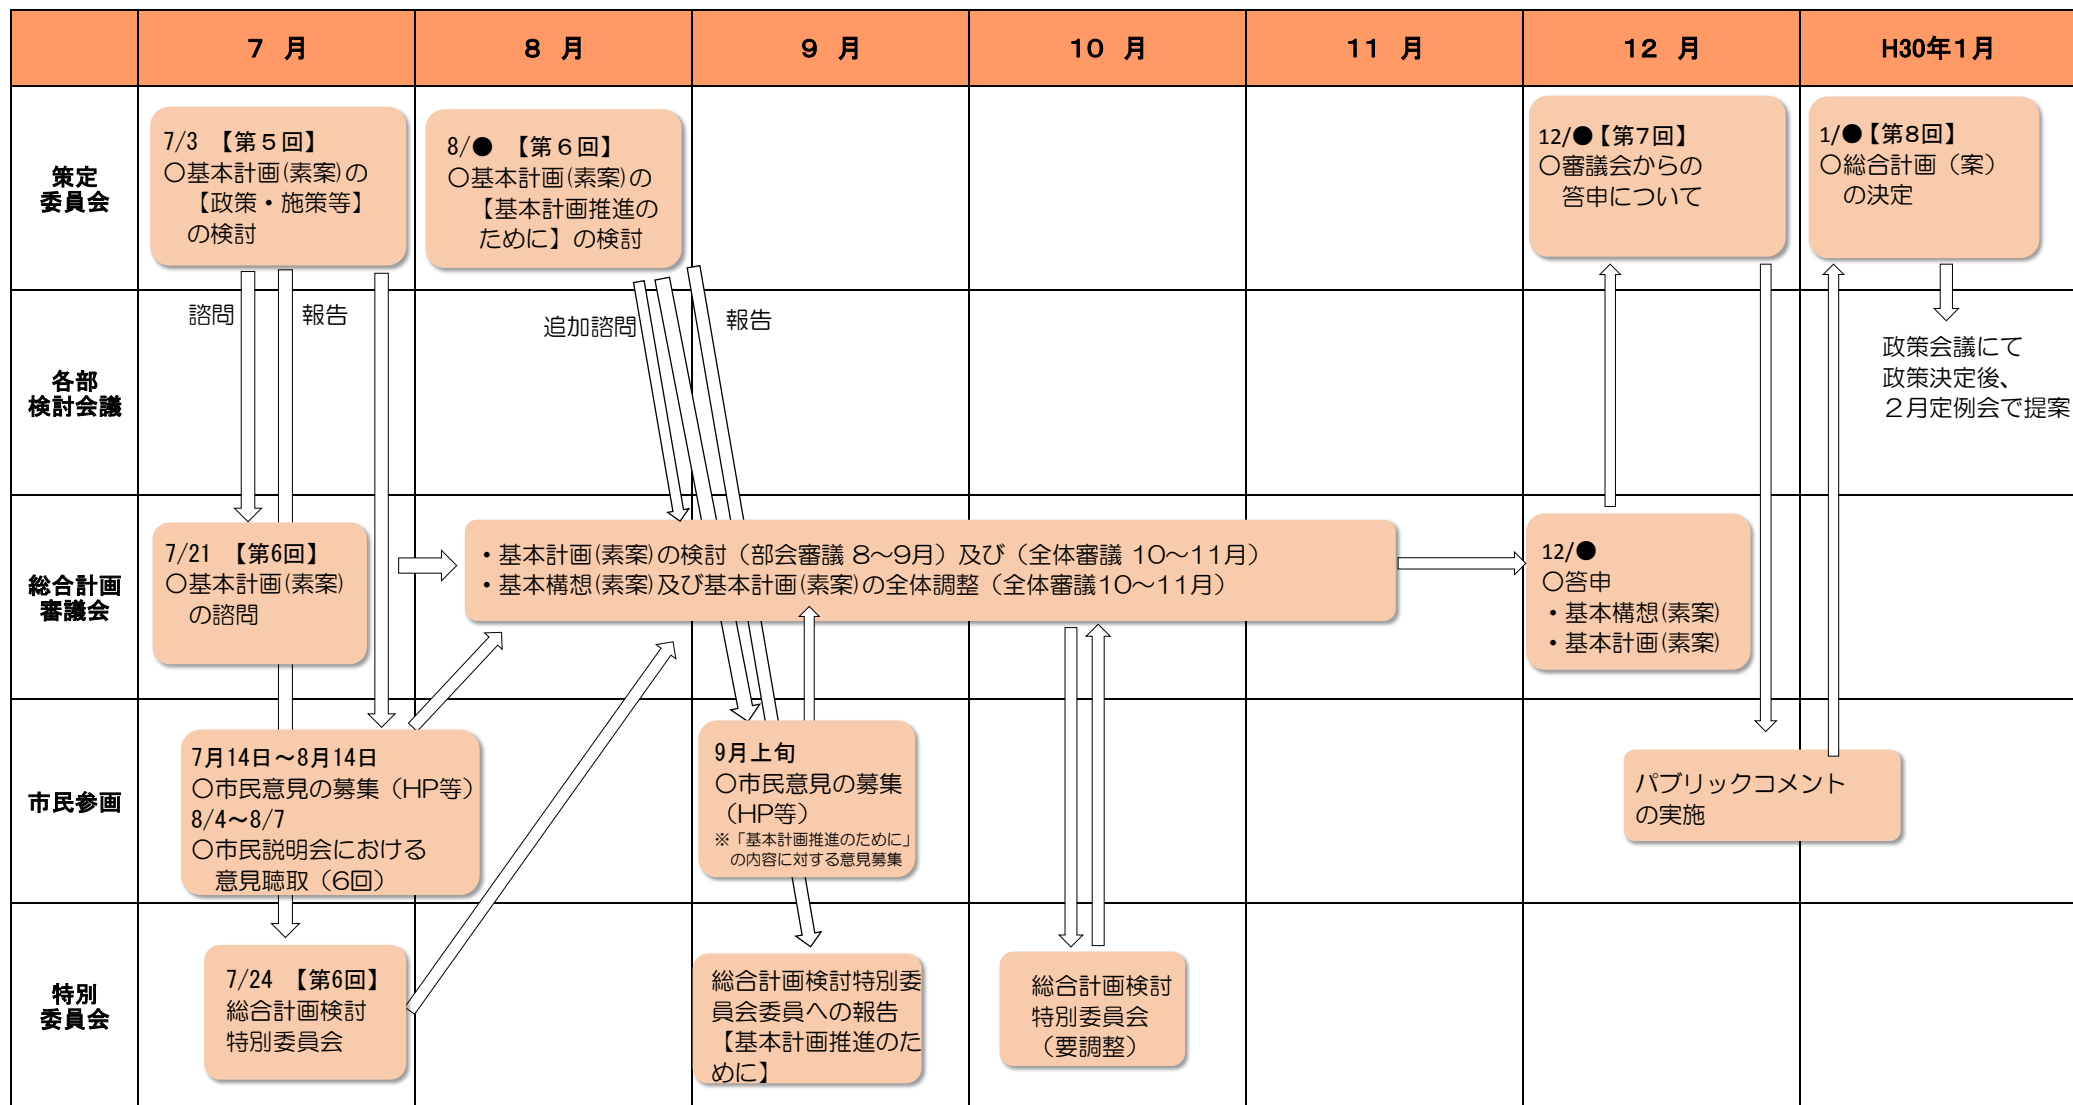 7 月
8 月
9 月
10 月
11 月
12 月
H30年1月
策定
委員会
7/3 【第5回】
〇基本計画(素案)の
【政策・施策等】
の検討
8/● 【第6回】
〇基本計画(素案)の
【基本計画推進の
ために】の検討
12/●【第7回】
〇審議会からの
答申について
1/●【第8回】
〇総合計画（案）
の決定
各部
検討会議
諮問
報告
追加諮問
報告
政策会議にて
政策決定後、
２月定例会で提案
総合計画
審議会
7/21 【第6回】
〇基本計画(素案)
の諮問
・基本計画(素案)の検討（部会審議 8～9月）及び（全体審議 10～11月）
・基本構想(素案)及び基本計画(素案)の全体調整（全体審議10～11月）
12/●
〇答申
・基本構想(素案)
・基本計画(素案)
市民参画
7月14日～8月14日
〇市民意見の募集（HP等）
8/4～8/7
〇市民説明会における
意見聴取（6回）
9月上旬
〇市民意見の募集
（HP等）
※「基本計画推進のために」
の内容に対する意見募集
パブリックコメント
の実施
特別
委員会
7/24 【第6回】
総合計画検討
特別委員会
総合計画検討特別委
員会委員への報告
【基本計画推進のた
めに】
総合計画検討
特別委員会
（要調整）